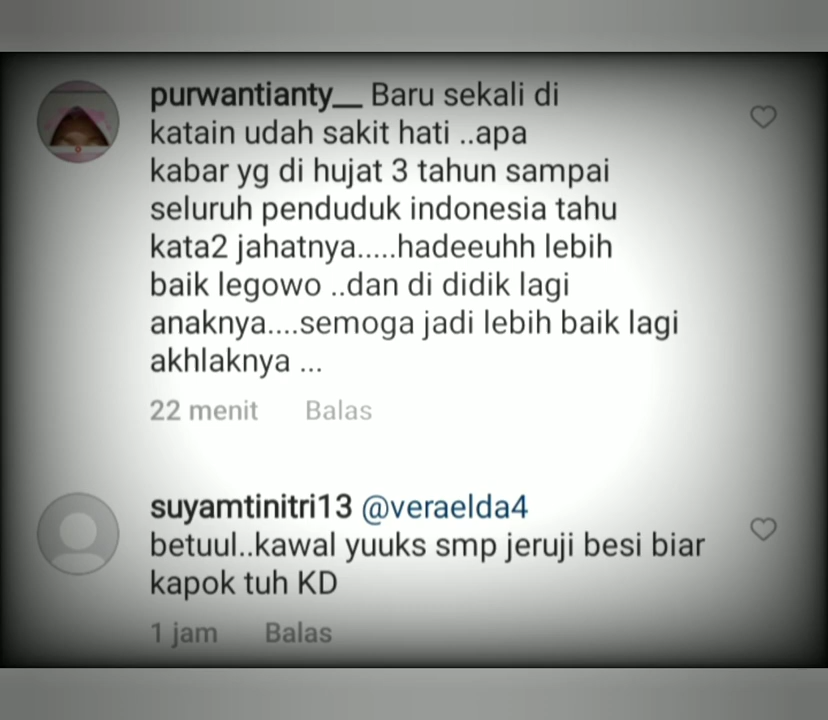 purwantianty__ Baru sekali di
katain udah sakit hati ..apa
kabar yg di hujat 3 tahun sampai
seluruh penduduk indonesia tahu
kata2 jahatnya.....hadeeuhh lebih
baik legowo ..dan di didik lagi
anaknya....semoga jadi lebih baik lagi
akhlaknya ...
22 menit Balas
suyamtinitri13 @veraelda4
betuul..kawal yuuks smp jeruji besi biar
kapok tuh KD
1 jam Balas